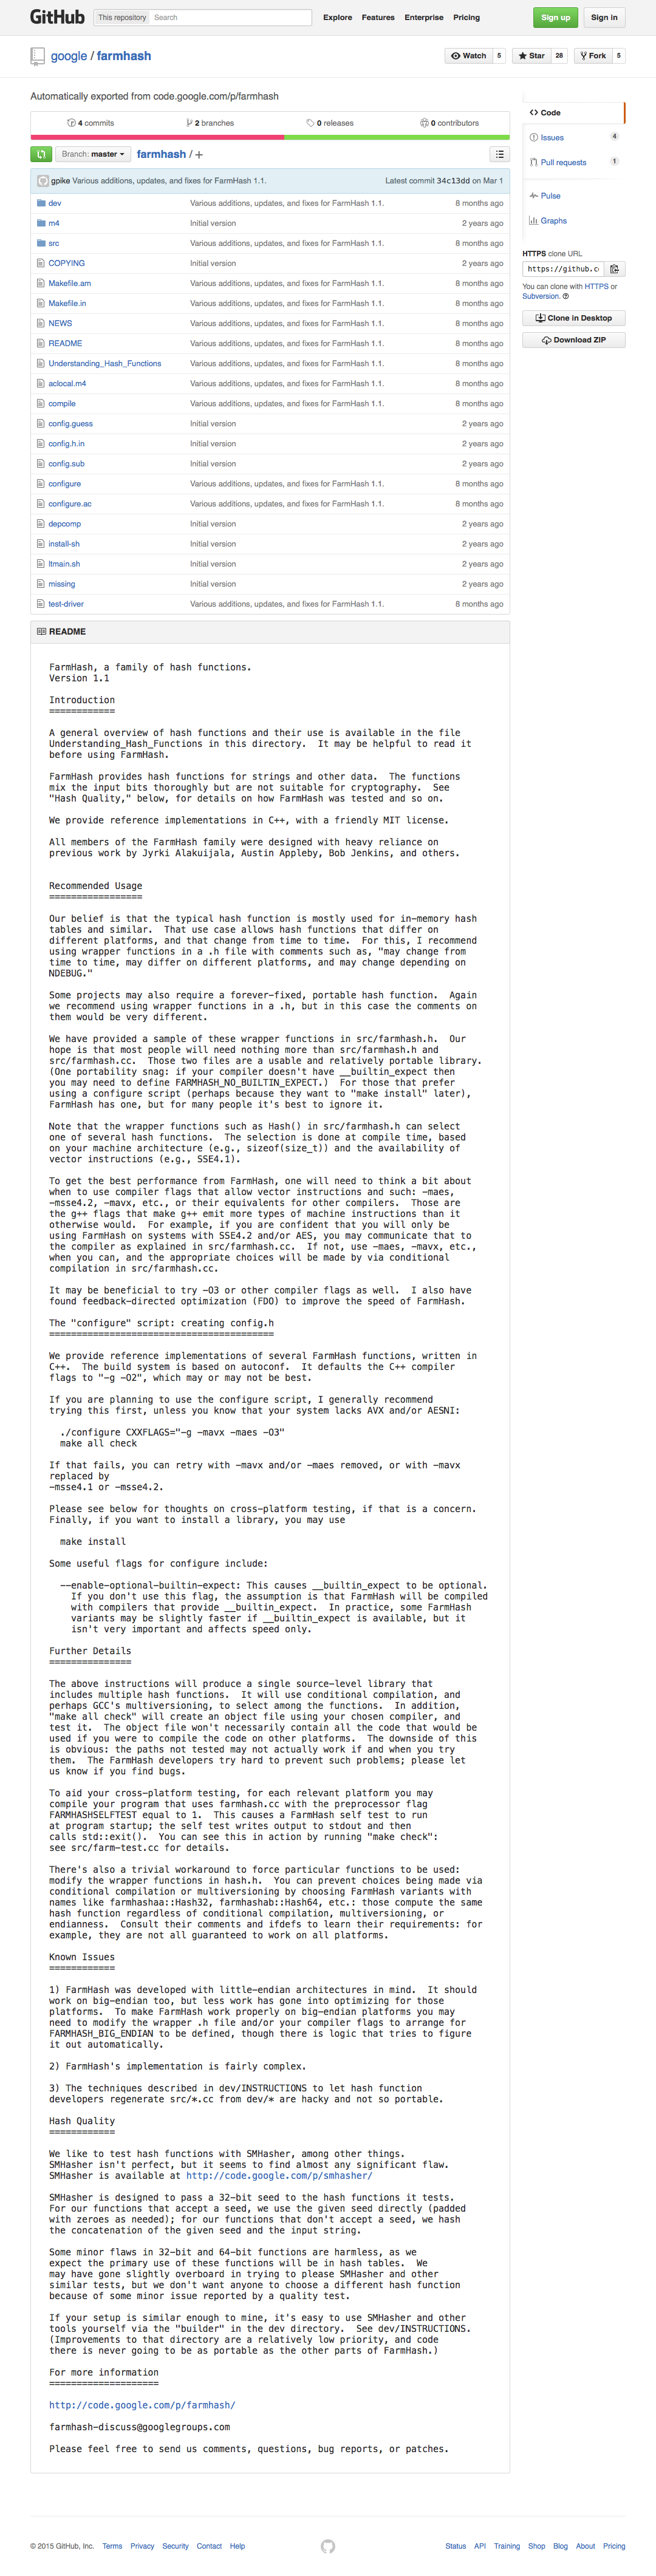 GitHub This repository Search Explore Features Enterprise Pricing Sign up Sign in
google / farmhash Watch 5 Star 28 Fork 5
Automatically exported from code.google.com/p/farmhash
4 commits 2 branches 0 releases 0 contributors
Branch: master farmhash / +
gpike Various additions, updates, and fixes for FarmHash 1.1. Latest commit 34c13dd on Mar 1
dev Various additions, updates, and fixes for FarmHash 1.1. 8 months ago
m4 Initial version 2 years ago
src Various additions, updates, and fixes for FarmHash 1.1. 8 months ago
COPYING Initial version 2 years ago
Makefile.am Various additions, updates, and fixes for FarmHash 1.1. 8 months ago
Makefile.in Various additions, updates, and fixes for FarmHash 1.1. 8 months ago
NEWS Various additions, updates, and fixes for FarmHash 1.1. 8 months ago
README Various additions, updates, and fixes for FarmHash 1.1. 8 months ago
Understanding_Hash_Functions Various additions, updates, and fixes for FarmHash 1.1. 8 months ago
aclocal.m4 Various additions, updates, and fixes for FarmHash 1.1. 8 months ago
compile Various additions, updates, and fixes for FarmHash 1.1. 8 months ago
config.guess Initial version 2 years ago
config.h.in Initial version 2 years ago
config.sub Initial version 2 years ago
configure Various additions, updates, and fixes for FarmHash 1.1. 8 months ago
configure.ac Various additions, updates, and fixes for FarmHash 1.1. 8 months ago
depcomp Initial version 2 years ago
install-sh Initial version 2 years ago
ltmain.sh Initial version 2 years ago
missing Initial version 2 years ago
test-driver Various additions, updates, and fixes for FarmHash 1.1. 8 months ago
Code
Issues 4
Pull requests 1
Pulse
Graphs
HTTPS clone URL
https://github.c
You can clone with HTTPS or
Subversion.
Clone in Desktop
Download ZIP
README
FarmHash, a family of hash functions.
Version 1.1
Introduction
============
A general overview of hash functions and their use is available in the file
Understanding_Hash_Functions in this directory. It may be helpful to read it
before using FarmHash.
FarmHash provides hash functions for strings and other data. The functions
mix the input bits thoroughly but are not suitable for cryptography. See
"Hash Quality," below, for details on how FarmHash was tested and so on.
We provide reference implementations in C++, with a friendly MIT license.
All members of the FarmHash family were designed with heavy reliance on
previous work by Jyrki Alakuijala, Austin Appleby, Bob Jenkins, and others.
Recommended Usage
=================
Our belief is that the typical hash function is mostly used for in-memory hash
tables and similar. That use case allows hash functions that differ on
different platforms, and that change from time to time. For this, I recommend
using wrapper functions in a .h file with comments such as, "may change from
time to time, may differ on different platforms, and may change depending on
NDEBUG."
Some projects may also require a forever-fixed, portable hash function. Again
we recommend using wrapper functions in a .h, but in this case the comments on
them would be very different.
We have provided a sample of these wrapper functions in src/farmhash.h. Our
hope is that most people will need nothing more than src/farmhash.h and
src/farmhash.cc. Those two files are a usable and relatively portable library.
(One portability snag: if your compiler doesn't have __builtin_expect then
you may need to define FARMHASH_NO_BUILTIN_EXPECT.) For those that prefer
using a configure script (perhaps because they want to "make install" later),
FarmHash has one, but for many people it's best to ignore it.
Note that the wrapper functions such as Hash() in src/farmhash.h can select
one of several hash functions. The selection is done at compile time, based
on your machine architecture (e.g., sizeof(size_t)) and the availability of
vector instructions (e.g., SSE4.1).
To get the best performance from FarmHash, one will need to think a bit about
when to use compiler flags that allow vector instructions and such: -maes,
-msse4.2, -mavx, etc., or their equivalents for other compilers. Those are
the g++ flags that make g++ emit more types of machine instructions than it
otherwise would. For example, if you are confident that you will only be
using FarmHash on systems with SSE4.2 and/or AES, you may communicate that to
the compiler as explained in src/farmhash.cc. If not, use -maes, -mavx, etc.,
when you can, and the appropriate choices will be made by via conditional
compilation in src/farmhash.cc.
It may be beneficial to try -O3 or other compiler flags as well. I also have
found feedback-directed optimization (FDO) to improve the speed of FarmHash.
The "configure" script: creating config.h
=========================================
We provide reference implementations of several FarmHash functions, written in
C++. The build system is based on autoconf. It defaults the C++ compiler
flags to "-g -O2", which may or may not be best.
If you are planning to use the configure script, I generally recommend
trying this first, unless you know that your system lacks AVX and/or AESNI:
./configure CXXFLAGS="-g -mavx -maes -O3"
make all check
If that fails, you can retry with -mavx and/or -maes removed, or with -mavx
replaced by
-msse4.1 or -msse4.2.
Please see below for thoughts on cross-platform testing, if that is a concern.
Finally, if you want to install a library, you may use
make install
Some useful flags for configure include:
--enable-optional-builtin-expect: This causes __builtin_expect to be optional.
If you don't use this flag, the assumption is that FarmHash will be compiled
with compilers that provide __builtin_expect. In practice, some FarmHash
variants may be slightly faster if __builtin_expect is available, but it
isn't very important and affects speed only.
Further Details
===============
The above instructions will produce a single source-level library that
includes multiple hash functions. It will use conditional compilation, and
perhaps GCC's multiversioning, to select among the functions. In addition,
"make all check" will create an object file using your chosen compiler, and
test it. The object file won't necessarily contain all the code that would be
used if you were to compile the code on other platforms. The downside of this
is obvious: the paths not tested may not actually work if and when you try
them. The FarmHash developers try hard to prevent such problems; please let
us know if you find bugs.
To aid your cross-platform testing, for each relevant platform you may
compile your program that uses farmhash.cc with the preprocessor flag
FARMHASHSELFTEST equal to 1. This causes a FarmHash self test to run
at program startup; the self test writes output to stdout and then
calls std::exit(). You can see this in action by running "make check":
see src/farm-test.cc for details.
There's also a trivial workaround to force particular functions to be used:
modify the wrapper functions in hash.h. You can prevent choices being made via
conditional compilation or multiversioning by choosing FarmHash variants with
names like farmhashaa::Hash32, farmhashab::Hash64, etc.: those compute the same
hash function regardless of conditional compilation, multiversioning, or
endianness. Consult their comments and ifdefs to learn their requirements: for
example, they are not all guaranteed to work on all platforms.
Known Issues
============
1) FarmHash was developed with little-endian architectures in mind. It should
work on big-endian too, but less work has gone into optimizing for those
platforms. To make FarmHash work properly on big-endian platforms you may
need to modify the wrapper .h file and/or your compiler flags to arrange for
FARMHASH_BIG_ENDIAN to be defined, though there is logic that tries to figure
it out automatically.
2) FarmHash's implementation is fairly complex.
3) The techniques described in dev/INSTRUCTIONS to let hash function
developers regenerate src/*.cc from dev/* are hacky and not so portable.
Hash Quality
============
We like to test hash functions with SMHasher, among other things.
SMHasher isn't perfect, but it seems to find almost any significant flaw.
SMHasher is available at http://code.google.com/p/smhasher/
SMHasher is designed to pass a 32-bit seed to the hash functions it tests.
For our functions that accept a seed, we use the given seed directly (padded
with zeroes as needed); for our functions that don't accept a seed, we hash
the concatenation of the given seed and the input string.
Some minor flaws in 32-bit and 64-bit functions are harmless, as we
expect the primary use of these functions will be in hash tables. We
may have gone slightly overboard in trying to please SMHasher and other
similar tests, but we don't want anyone to choose a different hash function
because of some minor issue reported by a quality test.
If your setup is similar enough to mine, it's easy to use SMHasher and other
tools yourself via the "builder" in the dev directory. See dev/INSTRUCTIONS.
(Improvements to that directory are a relatively low priority, and code
there is never going to be as portable as the other parts of FarmHash.)
For more information
====================
http://code.google.com/p/farmhash/
farmhash-discuss@googlegroups.com
Please feel free to send us comments, questions, bug reports, or patches.
© 2015 GitHub, Inc. Terms Privacy Security Contact Help Status API Training Shop Blog About Pricing